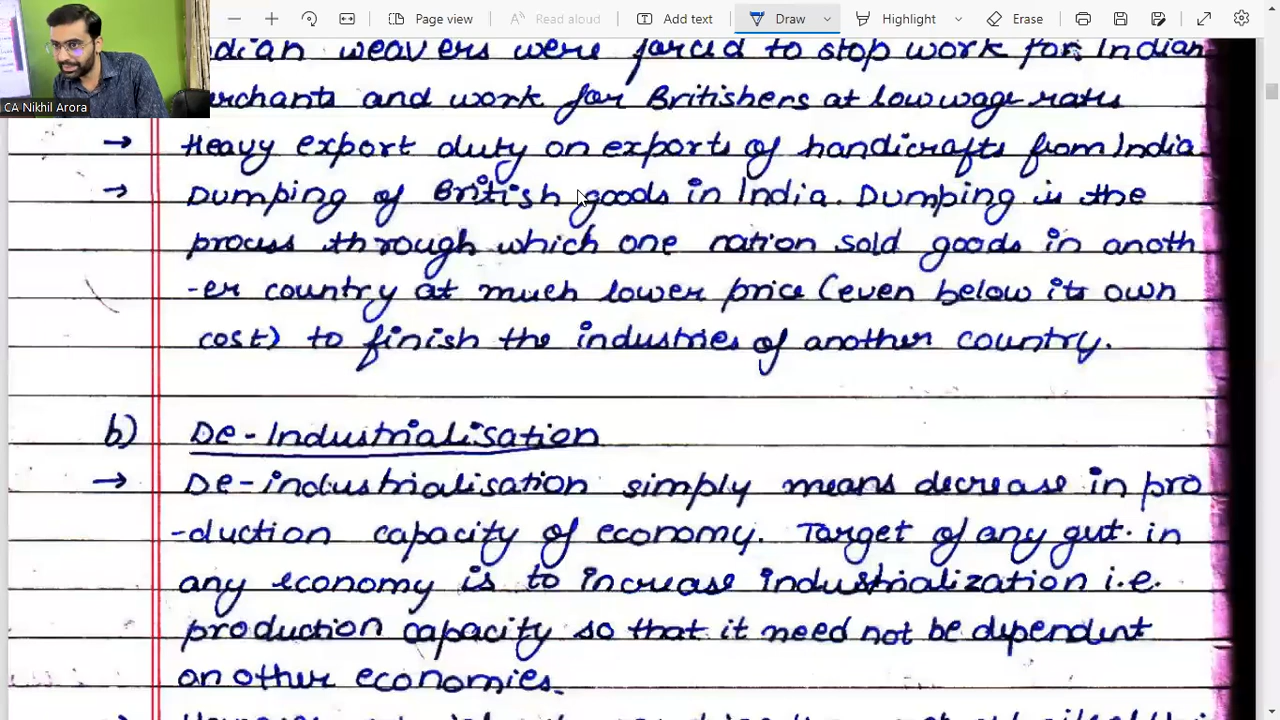 Page view
Read aloud
Add text
Draw
Highlight
Erase
CA Nikhil Arora
dian weavers were forced to stop work for Indian
rchants and work for Britishers at low wage rates
→ Heavy export duty on exports of handicrafts from India
→ Dumping of British goods in India. Dumping is the
process through which one nation sold goods in anoth
-er country at much lower price (even below its own
cost) to finish the industries of another country.
b) De-Industrialisation
→ De-industrialisation simply means decrease in pro
-duction capacity of economy. Target of any gvt. in
any economy is to increase industrialization i.e.
production capacity so that it need not be dependent
on other economies.